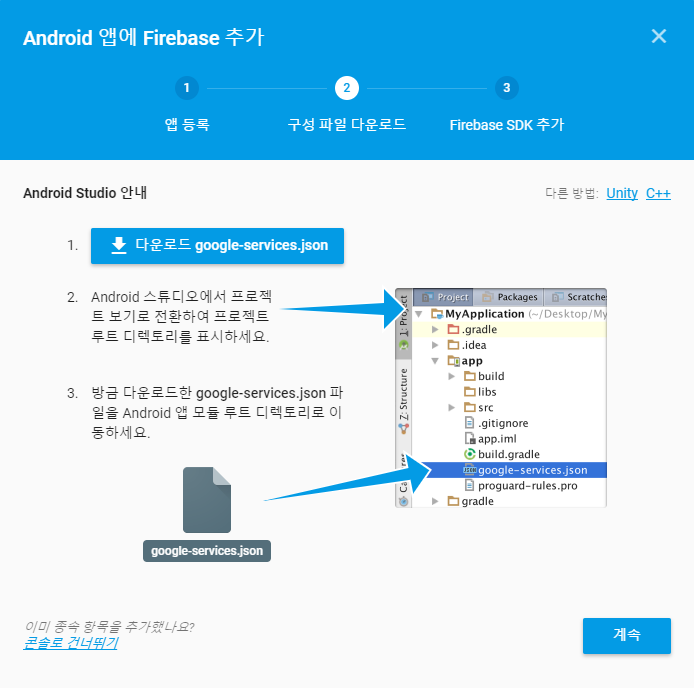 Android 앱에 Firebase 추가
1
2
3
앱 등록
구성 파일 다운로드
Firebase SDK 추가
Android Studio 안내
다른 방법: Unity C++
1. 다운로드 google-services.json
2. Android 스튜디오에서 프로젝
트 보기로 전환하여 프로젝트
루트 디렉토리를 표시하세요.
3. 방금 다운로드한 google-services.json 파
일을 Android 앱 모듈 루트 디렉토리로 이
동하세요.
google-services.json
1: Project
Z: Structure
Project Packages Scratches
MyApplication (~/Desktop/My
.gradle
.idea
app
build
libs
src
.gitignore
app.iml
build.gradle
google-services.json
proguard-rules.pro
gradle
이미 종속 항목을 추가했나요?
콘솔로 건너뛰기
계속